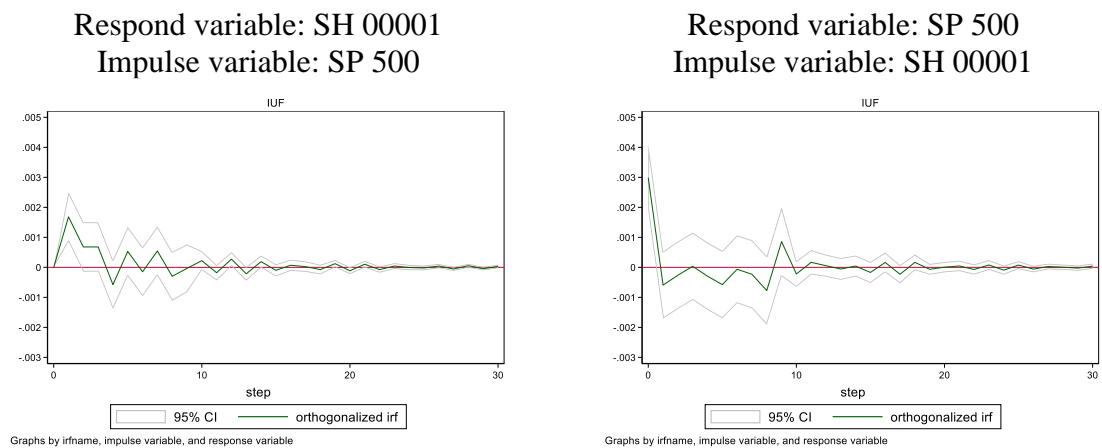 Respond variable: SH 00001
Impulse variable: SP 500
IUF
.005
.004
.003
.002
.001
0
-.001
-.002
-.003
0 10 20 30
step
95% CI orthogonalized irf
Graphs by irfname, impulse variable, and response variable
Respond variable: SP 500
Impulse variable: SH 00001
IUF
.005
.004
.003
.002
.001
0
-.001
-.002
-.003
0 10 20 30
step
95% CI orthogonalized irf
Graphs by irfname, impulse variable, and response variable